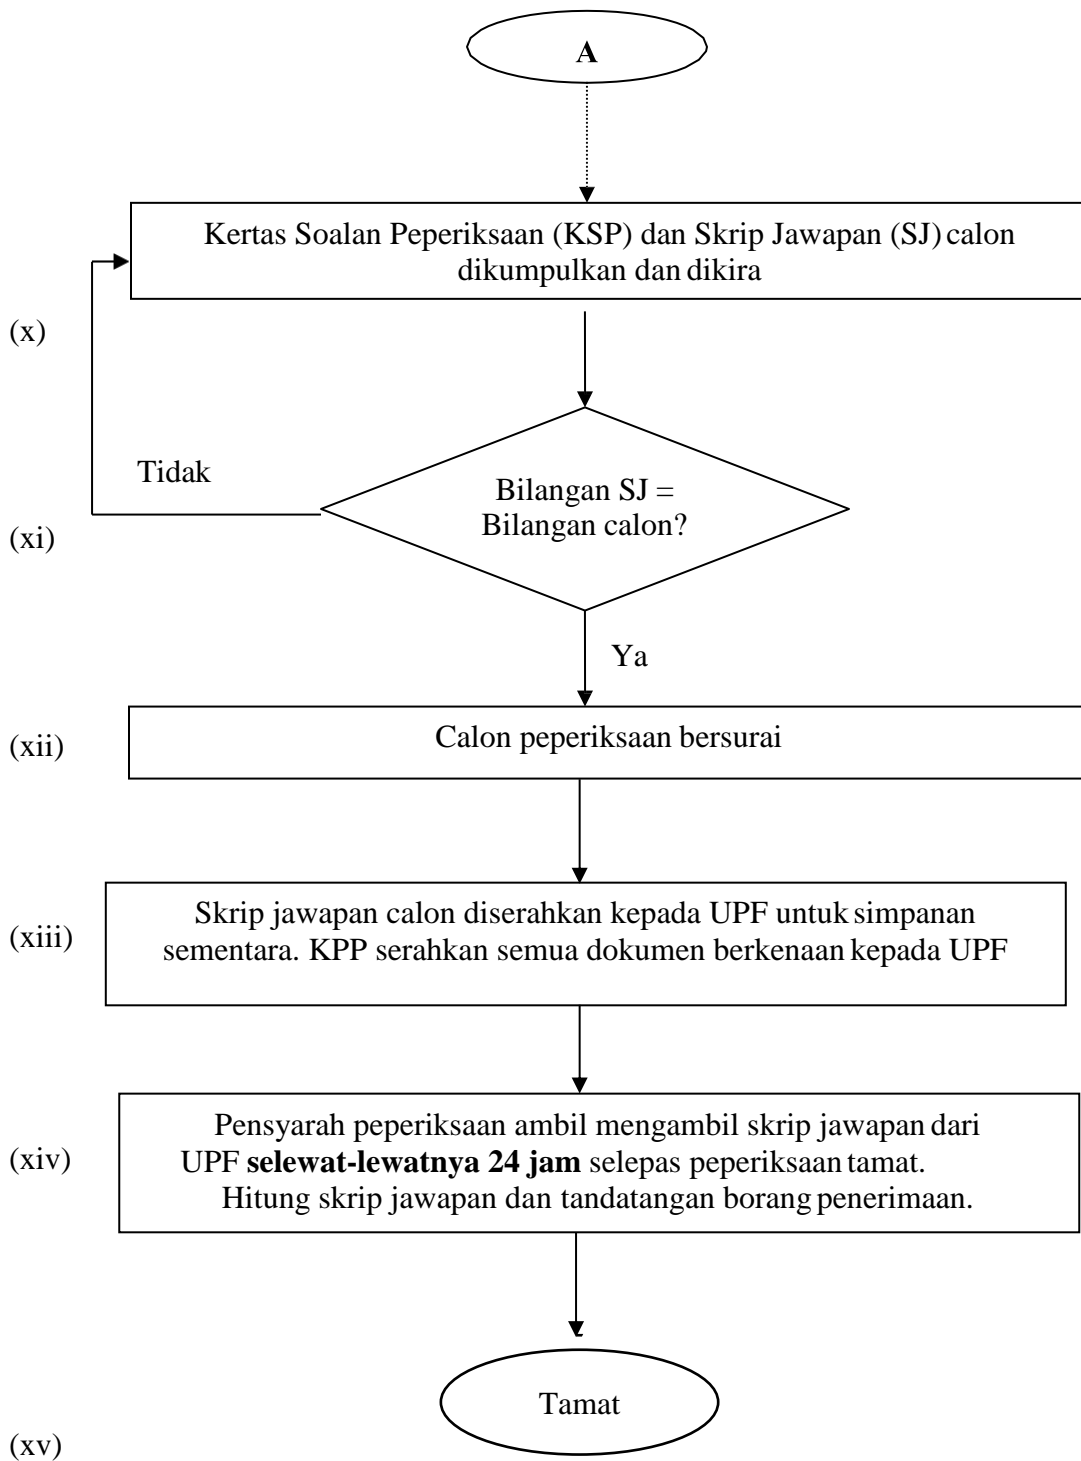 A
Kertas Soalan Peperiksaan (KSP) dan Skrip Jawapan (SJ) calon
dikumpulkan dan dikira
(x)
Tidak
Bilangan SJ =
Bilangan calon?
(xi)
Ya
(xii)
Calon peperiksaan bersurai
(xiii)
Skrip jawapan calon diserahkan kepada UPF untuk simpanan
sementara. KPP serahkan semua dokumen berkenaan kepada UPF
(xiv)
Pensyarah peperiksaan ambil mengambil skrip jawapan dari
UPF selewat-lewatnya 24 jam selepas peperiksaan tamat.
Hitung skrip jawapan dan tandatangan borang penerimaan.
Tamat
(xv)